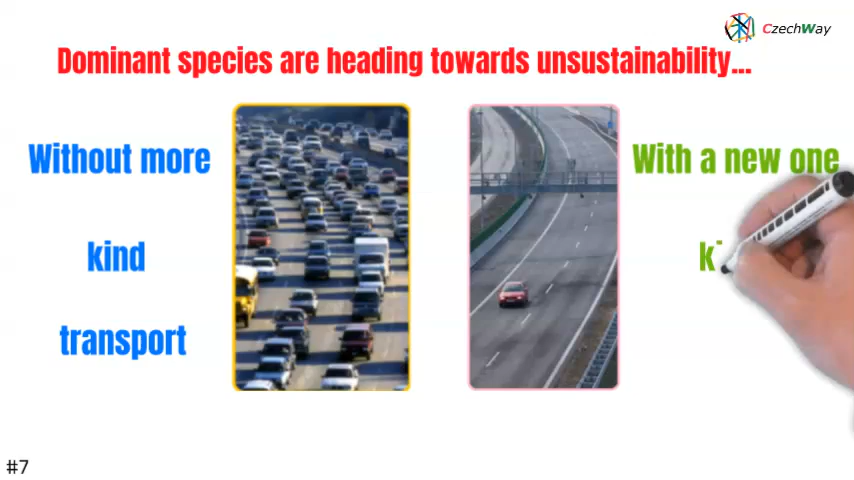 CzechWay
Dominant species are heading towards unsustainability...
Without more
kind
transport
With a new one
k
#7